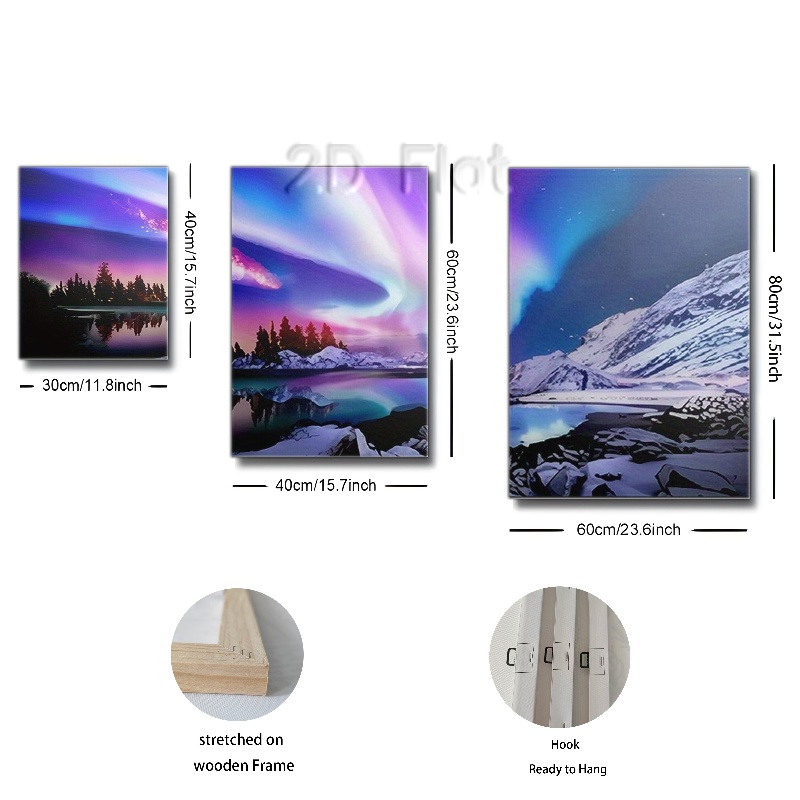 2D Flat
40cm/15.7inch
60cm/23.6inch
80cm/31.5inch
30cm/11.8inch
40cm/15.7inch
60cm/23.6inch
stretched on
wooden Frame
Hook
Ready to Hang